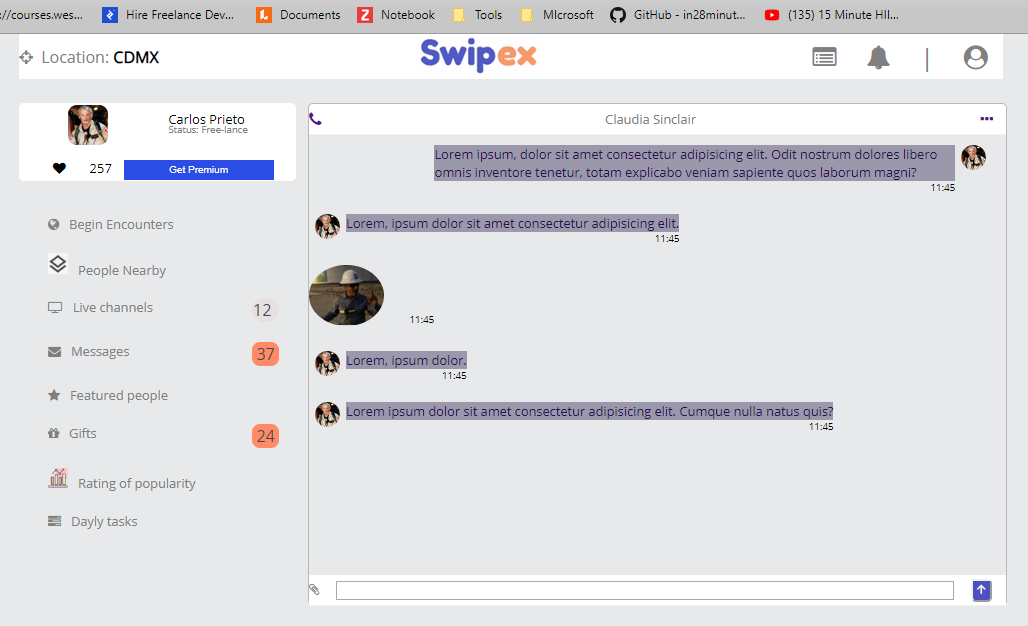 //courses.wes...
Hire Freelance Dev...
Documents
Notebook
Tools
MIcrosoft
GitHub - in28minut...
(135) 15 Minute HII...
Location: CDMX
Swipex
Carlos Prieto
Status: Free-lance
257
Get Premium
Begin Encounters
People Nearby
Live channels
12
Messages
37
Featured people
Gifts
24
Rating of popularity
Dayly tasks
Claudia Sinclair
Lorem ipsum, dolor sit amet consectetur adipisicing elit. Odit nostrum dolores libero
omnis inventore tenetur, totam explicabo veniam sapiente quos laborum magni?
11:45
Lorem, ipsum dolor sit amet consectetur adipisicing elit.
11:45
11:45
Lorem, ipsum dolor.
11:45
Lorem ipsum dolor sit amet consectetur adipisicing elit. Cumque nulla natus quis?
11:45